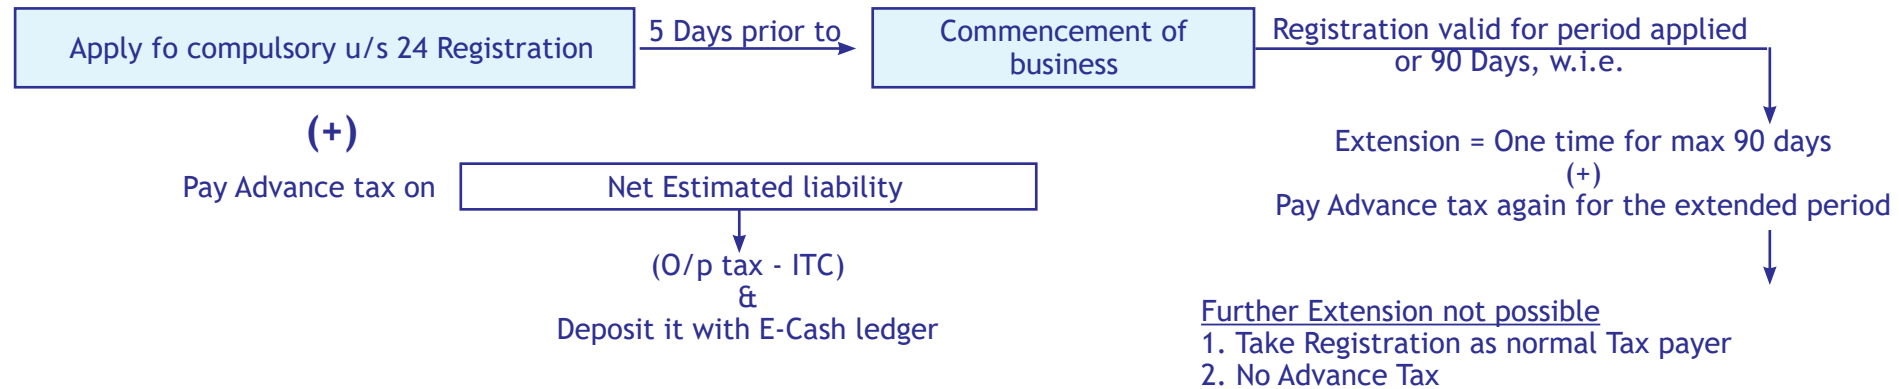 Apply fo compulsory u/s 24 Registration
5 Days prior to
Commencement of
business
Registration valid for period applied
or 90 Days, w.i.e.
(+)
Pay Advance tax on
Net Estimated liability
(O/p tax - ITC)
&
Deposit it with E-Cash ledger
Extension = One time for max 90 days
(+)
Pay Advance tax again for the extended period
Further Extension not possible
1. Take Registration as normal Tax payer
2. No Advance Tax